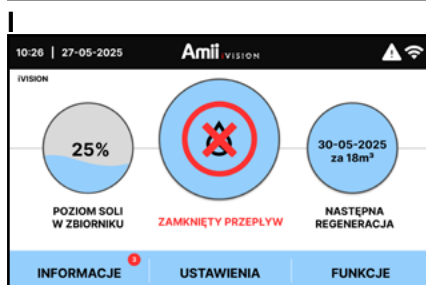 10:26 | 27-05-2025
Amii iVISION
iVISION
25%
30-05-2025
za 18m³
POZIOM SOLI
W ZBIORNIKU
ZAMKNIĘTY PRZEPŁYW
NASTĘPNA
REGENERACJA
INFORMACJE
3
USTAWIENIA
FUNKCJE